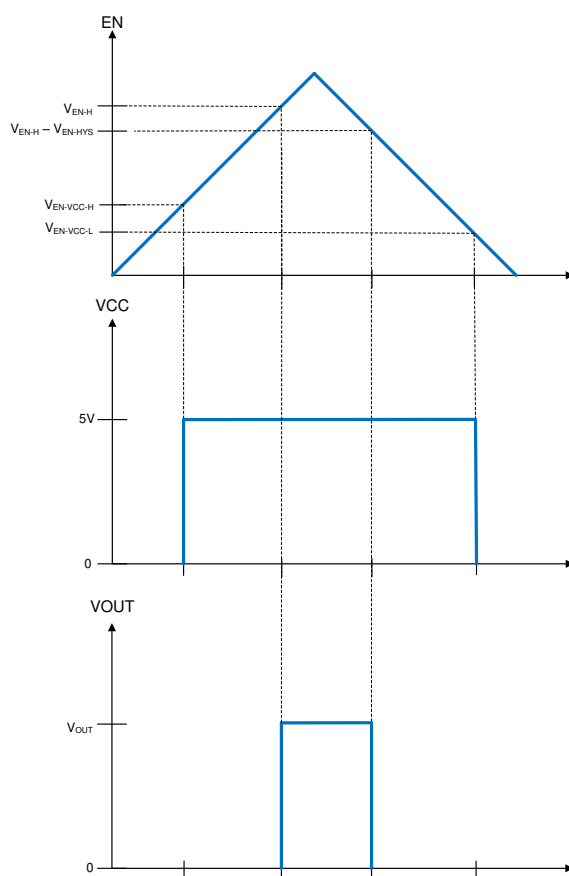 EN
VEN-H
VEN-H – VEN-HYS
VEN-VCC-H
VEN-VCC-L
VCC
5V
0
VOUT
VOUT
0